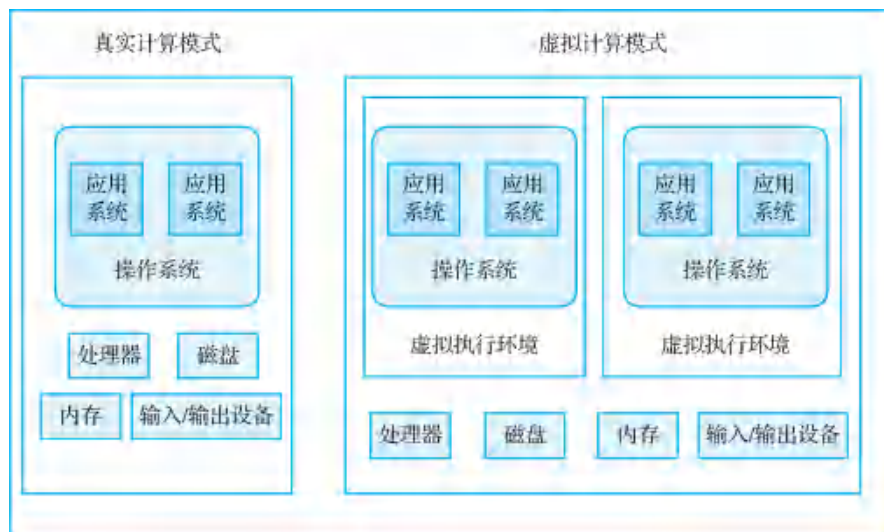 真实计算模式
虚拟计算模式
应用
系统
应用
系统
操作系统
处理器
磁盘
内存
输入/输出设备
应用
系统
应用
系统
操作系统
虚拟执行环境
应用
系统
应用
系统
操作系统
虚拟执行环境
处理器
磁盘
内存
输入/输出设备